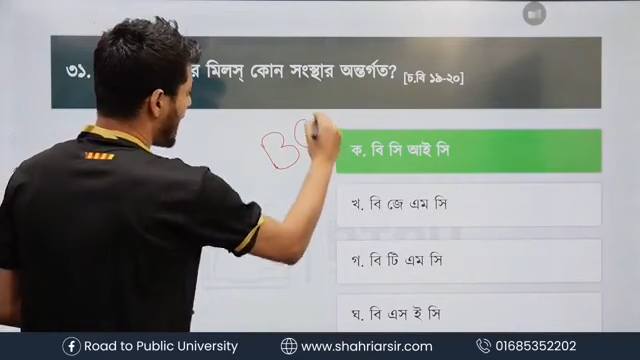 ৩১. র মিলস্ কোন সংস্থার অন্তর্গত? [চ.বি ১৯-২০]
BC
ক. বি সি আই সি
খ. বি জে এম সি
গ. বি টি এম সি
ঘ. বি এস ই সি
Road to Public University
www.shahriarsir.com
01685352202